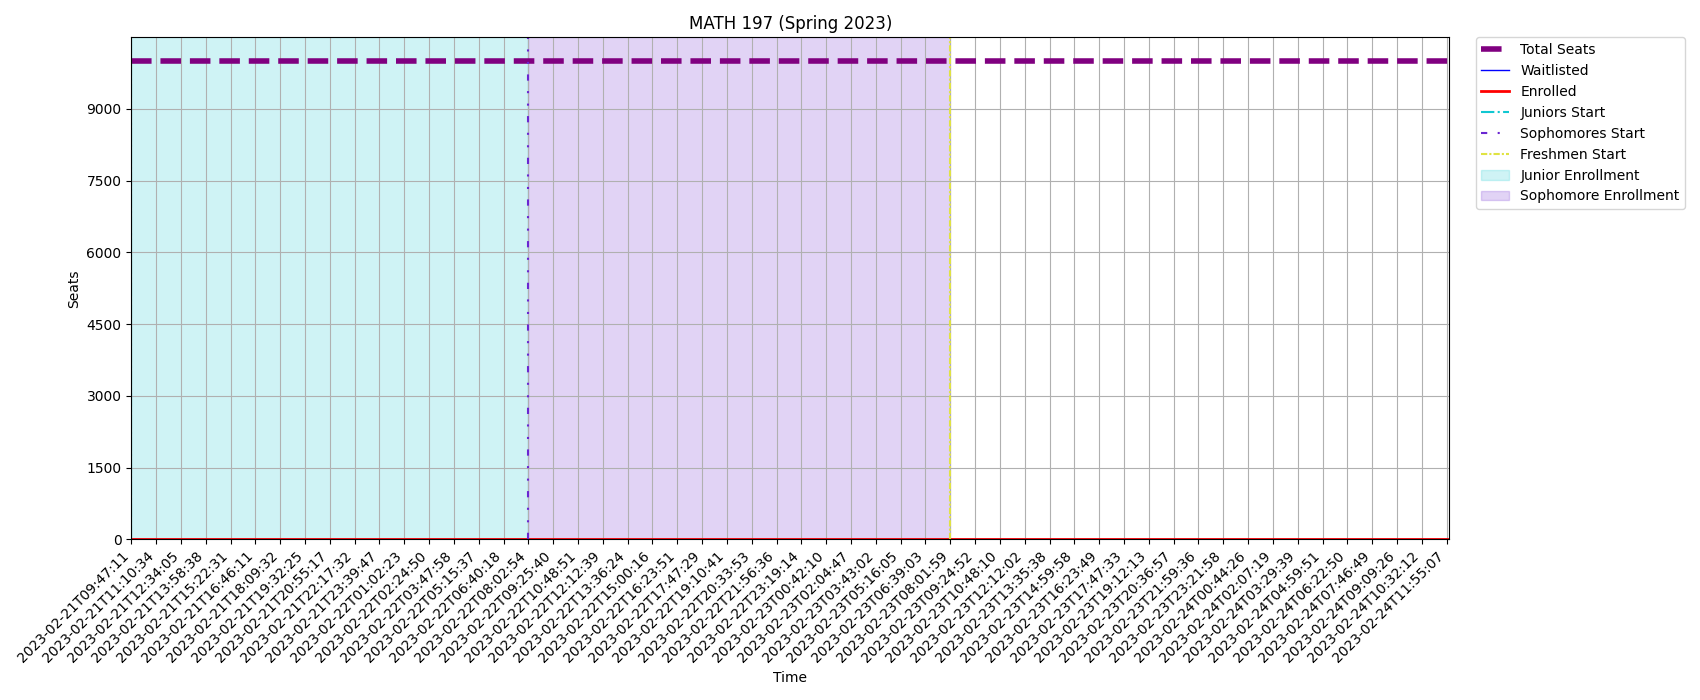 MATH 197 (Spring 2023)
Total Seats
Waitlisted
Enrolled
Juniors Start
Sophomores Start
Freshmen Start
Junior Enrollment
Sophomore Enrollment
Seats
9000
7500
6000
4500
3000
1500
0
2023-02-21T09:47:11
2023-02-21T11:10:34
2023-02-21T12:34:05
2023-02-21T13:58:38
2023-02-21T15:22:31
2023-02-21T16:46:11
2023-02-21T18:09:32
2023-02-21T19:32:25
2023-02-21T20:55:17
2023-02-21T22:17:32
2023-02-21T23:39:47
2023-02-22T01:02:23
2023-02-22T02:24:50
2023-02-22T03:47:58
2023-02-22T05:15:37
2023-02-22T06:40:18
2023-02-22T08:02:54
2023-02-22T09:25:40
2023-02-22T10:48:51
2023-02-22T12:12:39
2023-02-22T13:36:24
2023-02-22T15:00:16
2023-02-22T16:23:51
2023-02-22T17:47:29
2023-02-22T19:10:41
2023-02-22T20:33:53
2023-02-22T21:56:36
2023-02-22T23:19:14
2023-02-23T00:42:10
2023-02-23T02:04:47
2023-02-23T03:43:02
2023-02-23T05:16:05
2023-02-23T06:39:03
2023-02-23T08:01:59
2023-02-23T09:24:52
2023-02-23T10:48:10
2023-02-23T12:12:02
2023-02-23T13:35:38
2023-02-23T14:59:58
2023-02-23T16:23:49
2023-02-23T17:47:33
2023-02-23T19:12:13
2023-02-23T20:36:57
2023-02-23T21:59:36
2023-02-23T23:21:58
2023-02-24T00:44:26
2023-02-24T02:07:19
2023-02-24T03:29:39
2023-02-24T04:59:51
2023-02-24T06:22:50
2023-02-24T07:46:49
2023-02-24T09:09:26
2023-02-24T10:32:12
2023-02-24T11:55:07
Time